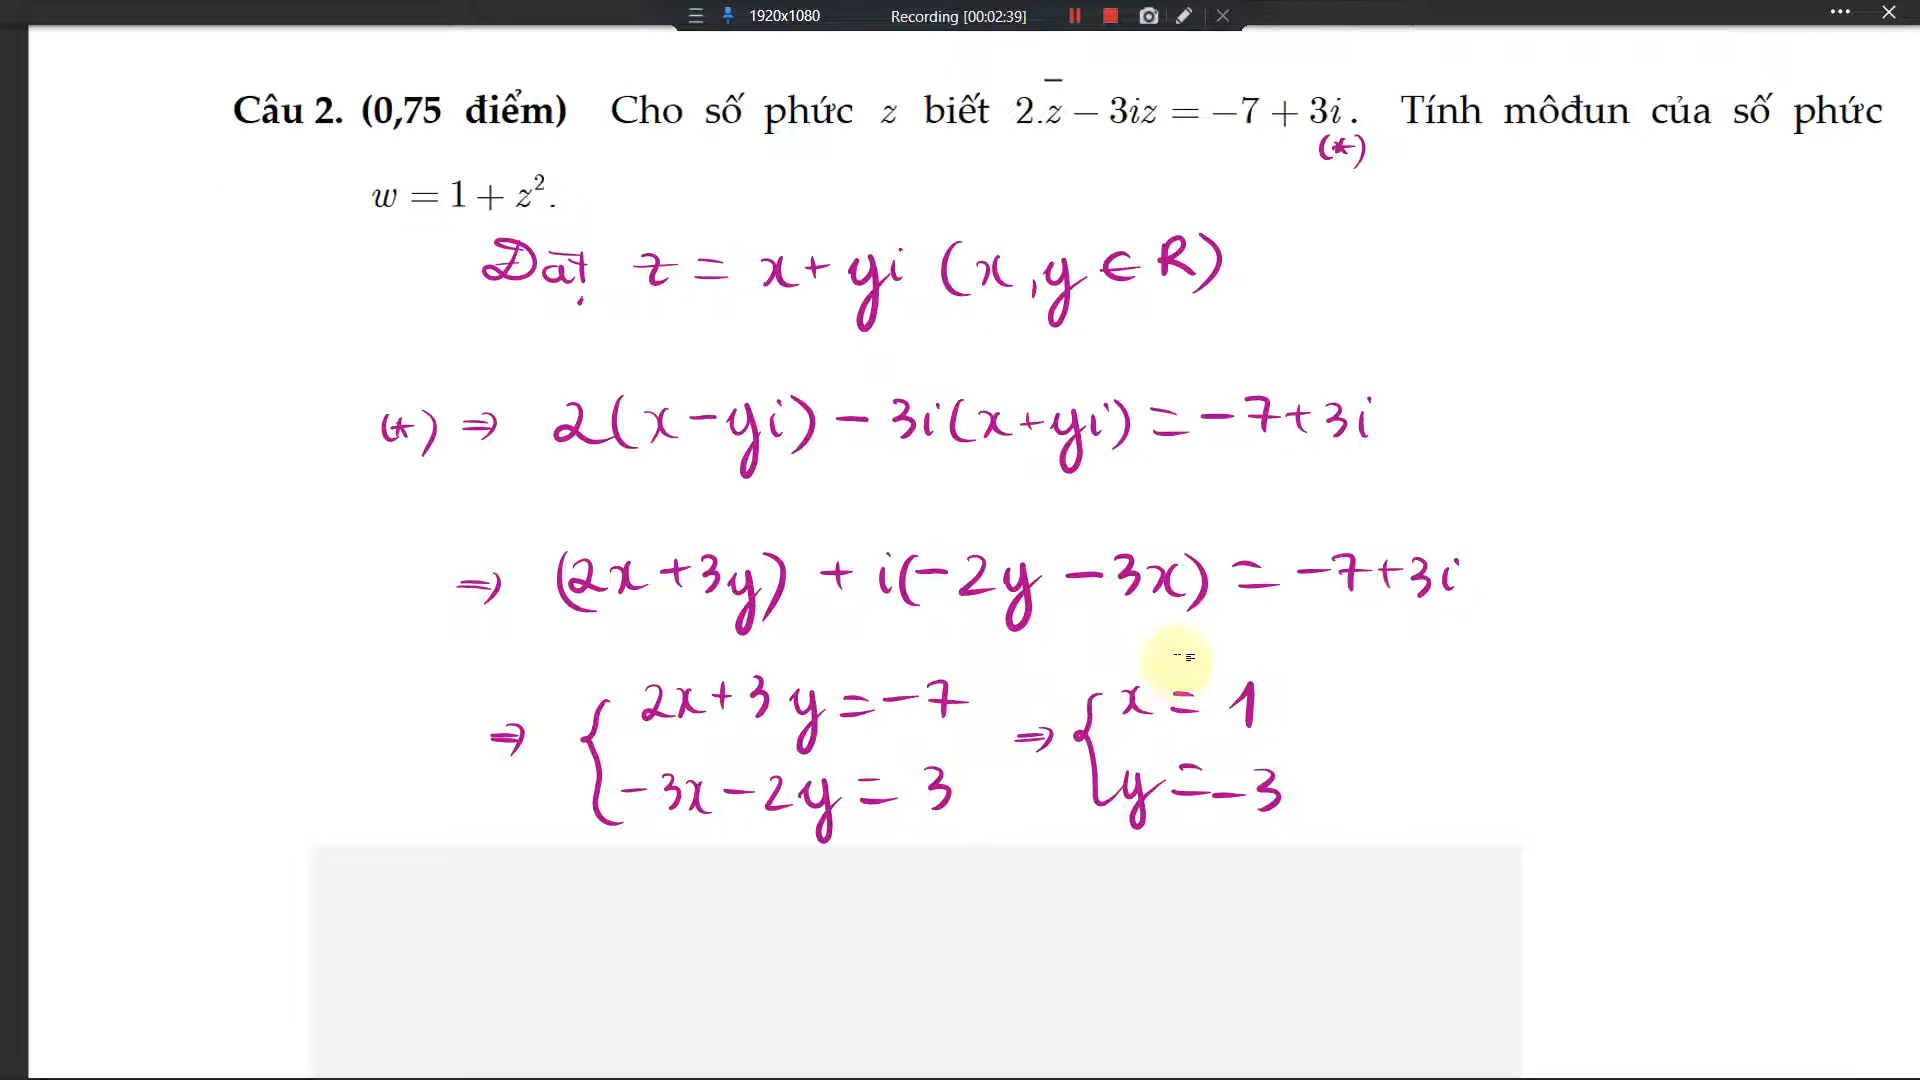 1920x1080 Recording [00:02:39]
Câu 2. (0,75 điểm) Cho số phức z biết 2.z̅ − 3iz = −7 + 3i. Tính môđun của số phức
(*)
w = 1 + z².
Đặt z = x + yi (x, y ∈ R)
(*) ⇒ 2(x − yi) − 3i(x + yi) = −7 + 3i
⇒ (2x + 3y) + i(−2y − 3x) = −7 + 3i
⇒ { 2x + 3y = −7 ⇒ { x = 1
−3x − 2y = 3 y = −3